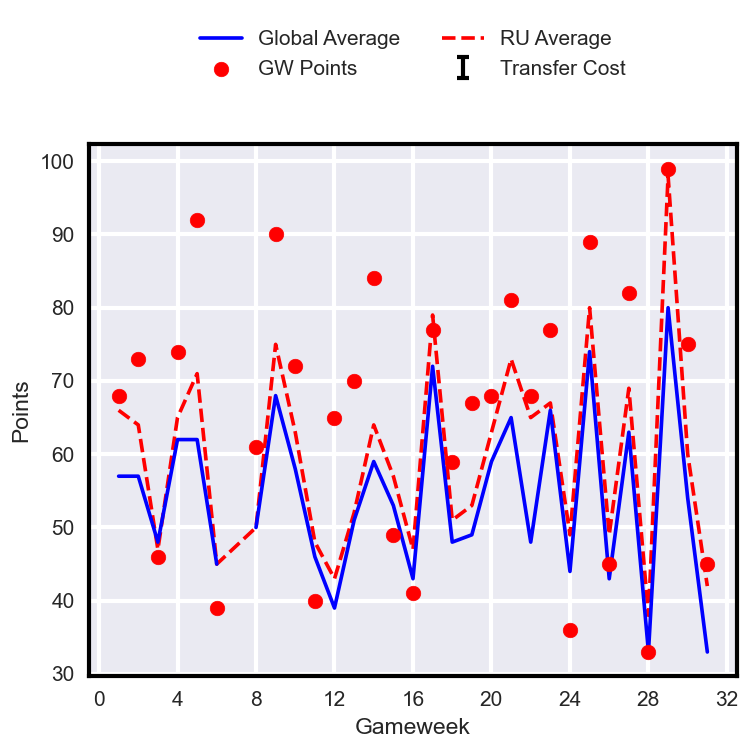 Global Average
RU Average
GW Points
Transfer Cost
100
90
80
70
60
50
40
30
Points
0 4 8 12 16 20 24 28 32
Gameweek